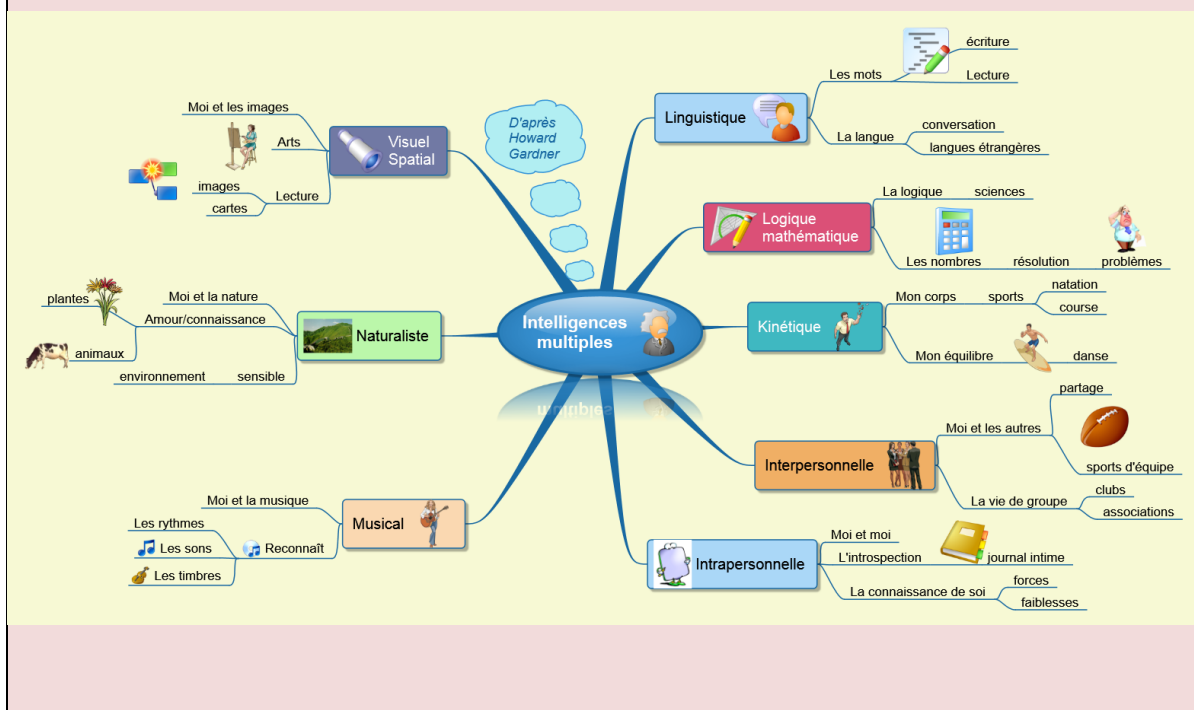 D'après
Howard
Gardner
Intelligences
multiples
Linguistique
Les mots
écriture
Lecture
La langue
conversation
langues étrangères
Logique
mathématique
La logique
sciences
Les nombres
résolution
problèmes
Kinétique
Mon corps
sports
natation
course
Mon équilibre
danse
Interpersonnelle
Moi et les autres
partage
sports d'équipe
La vie de groupe
clubs
associations
Intrapersonnelle
Moi et moi
L'introspection
journal intime
La connaissance de soi
forces
faiblesses
Musical
Moi et la musique
Reconnaît
Les rythmes
Les sons
Les timbres
Naturaliste
Moi et la nature
Amour/connaissance
plantes
animaux
sensible
environnement
Visuel
Spatial
Moi et les images
Arts
Lecture
images
cartes
multiples